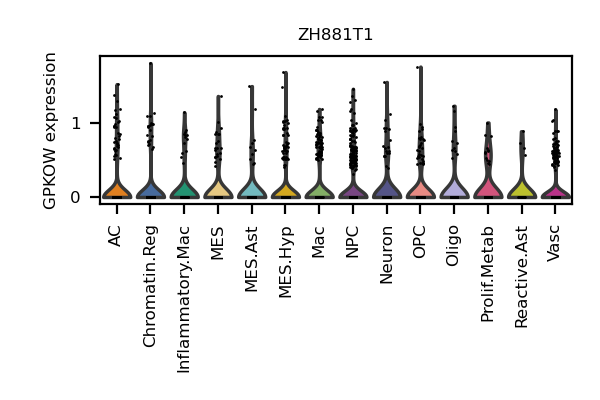 ZH881T1
GPKOW expression
1
0
AC
Chromatin.Reg
Inflammatory.Mac
MES
MES.Ast
MES.Hyp
Mac
NPC
Neuron
OPC
Oligo
Prolif.Metab
Reactive.Ast
Vasc